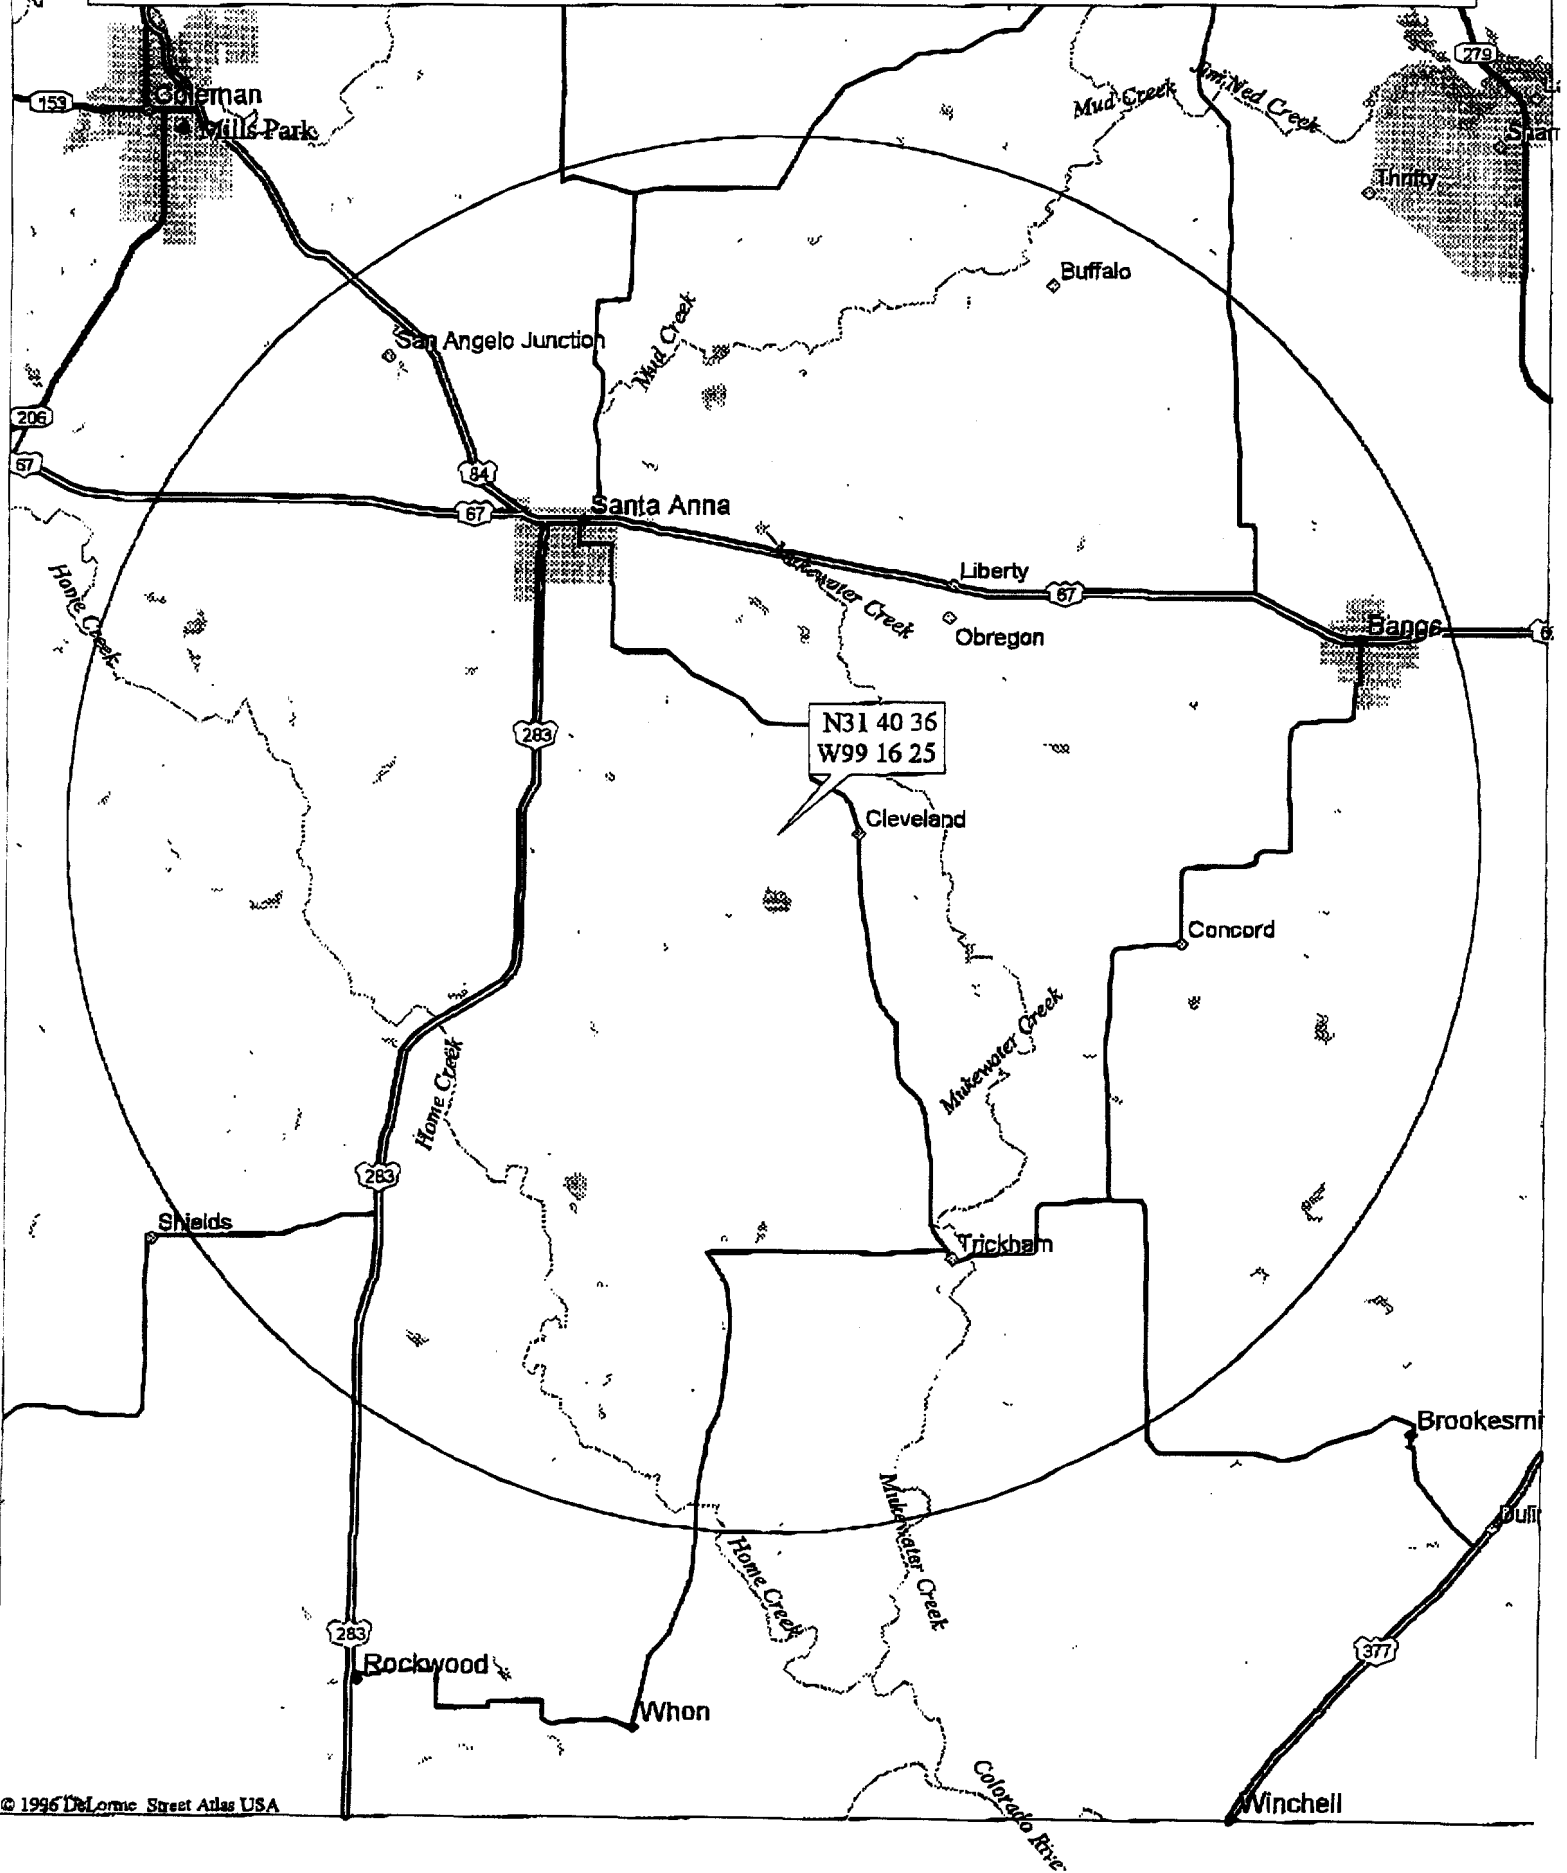 279
153
Coleman
Mud Creek
Jim Ned Creek
Mills Park
Thrifty
Buffalo
Mud Creek
San Angelo Junction
206
67
84
67
Santa Anna
Mukewater Creek
Liberty
67
Home Creek
Obregon
Bangs
N31 40 36
W99 16 25
283
Cleveland
Concord
Mukewater Creek
Home Creek
283
Shields
Trickham
Brookesmi
Mukewater Creek
Home Creek
283
377
Rockwood
Whon
Colorado Rive
Winchell
© 1996 DeLorme Street Atlas USA